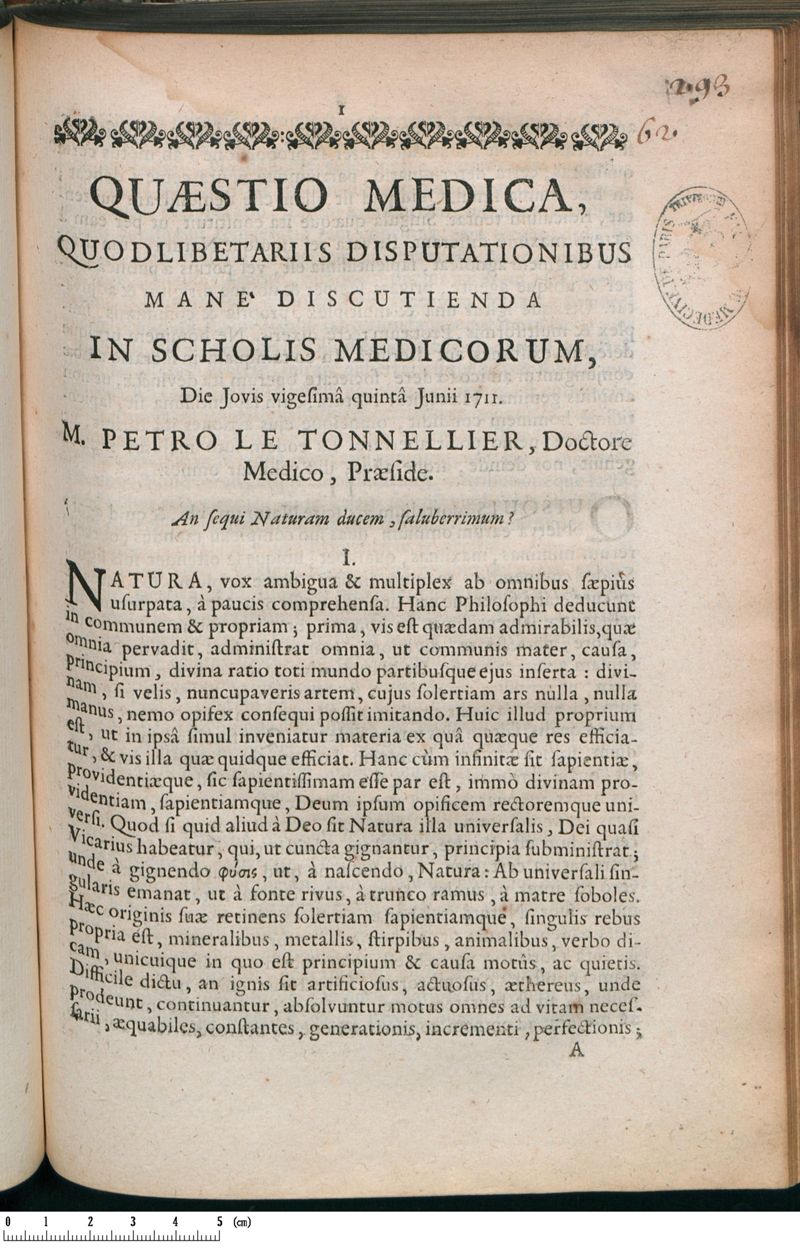 293
1
62.
QUÆSTIO MEDICA,
QUODLIBETARIIS DISPUTATIONIBUS
MANE` DISCUTIENDA
IN SCHOLIS MEDICORUM,
Die Jovis vigeſimâ quintâ Junii 1711.
M. PETRO LE TONNELLIER, Doctore
Medico, Præſide.
An ſequi Naturam ducem, ſaluberrimum?
I.
NATURA, vox ambigua & multiplex ab omnibus ſæpiùs
uſurpata, à paucis comprehenſa. Hanc Philoſophi deducunt
in communem & propriam; prima, vis eſt quædam admirabilis, quæ
omnia pervadit, adminiſtrat omnia, ut communis mater, cauſa,
principium, divina ratio toti mundo partibuſque ejus inſerta: divi-
nam, ſi velis, nuncupaveris artem, cujus ſolertiam ars nulla, nulla
manus, nemo opifex conſequi poſſit imitando. Huic illud proprium
eſt, ut in ipsâ ſimul inveniatur materia ex quâ quæque res efficia-
tur, & vis illa quæ quidque efficiat. Hanc cùm infinitæ ſit ſapientiæ,
providentiæque, ſic ſapientiſſimam eſſe par eſt, immò divinam pro-
videntiam, ſapientiamque, Deum ipſum opificem rectoremque uni-
verſi. Quod ſi quid aliud à Deo ſit Natura illa univerſalis, Dei quaſi
Vicarius habeatur, qui, ut cuncta gignantur, principia ſubminiſtrat;
unde à gignendo φύσις, ut, à naſcendo, Natura: Ab univerſali ſin-
gularis emanat, ut à fonte rivus, à trunco ramus, à matre ſoboles.
Hæc originis ſuæ retinens ſolertiam ſapientiamque, ſingulis rebus
propria eſt, mineralibus, metallis, ſtirpibus, animalibus, verbo di-
cam, unicuique in quo eſt principium & cauſa motûs, ac quietis.
Difficile dictu, an ignis ſit artificioſus, actuoſus, æthereus, unde
prodeunt, continuantur, abſolvuntur motus omnes ad vitam neceſ-
ſarii, æquabiles, conſtantes, generationis, incrementi, perfectionis;
A
0 1 2 3 4 5 (cm)